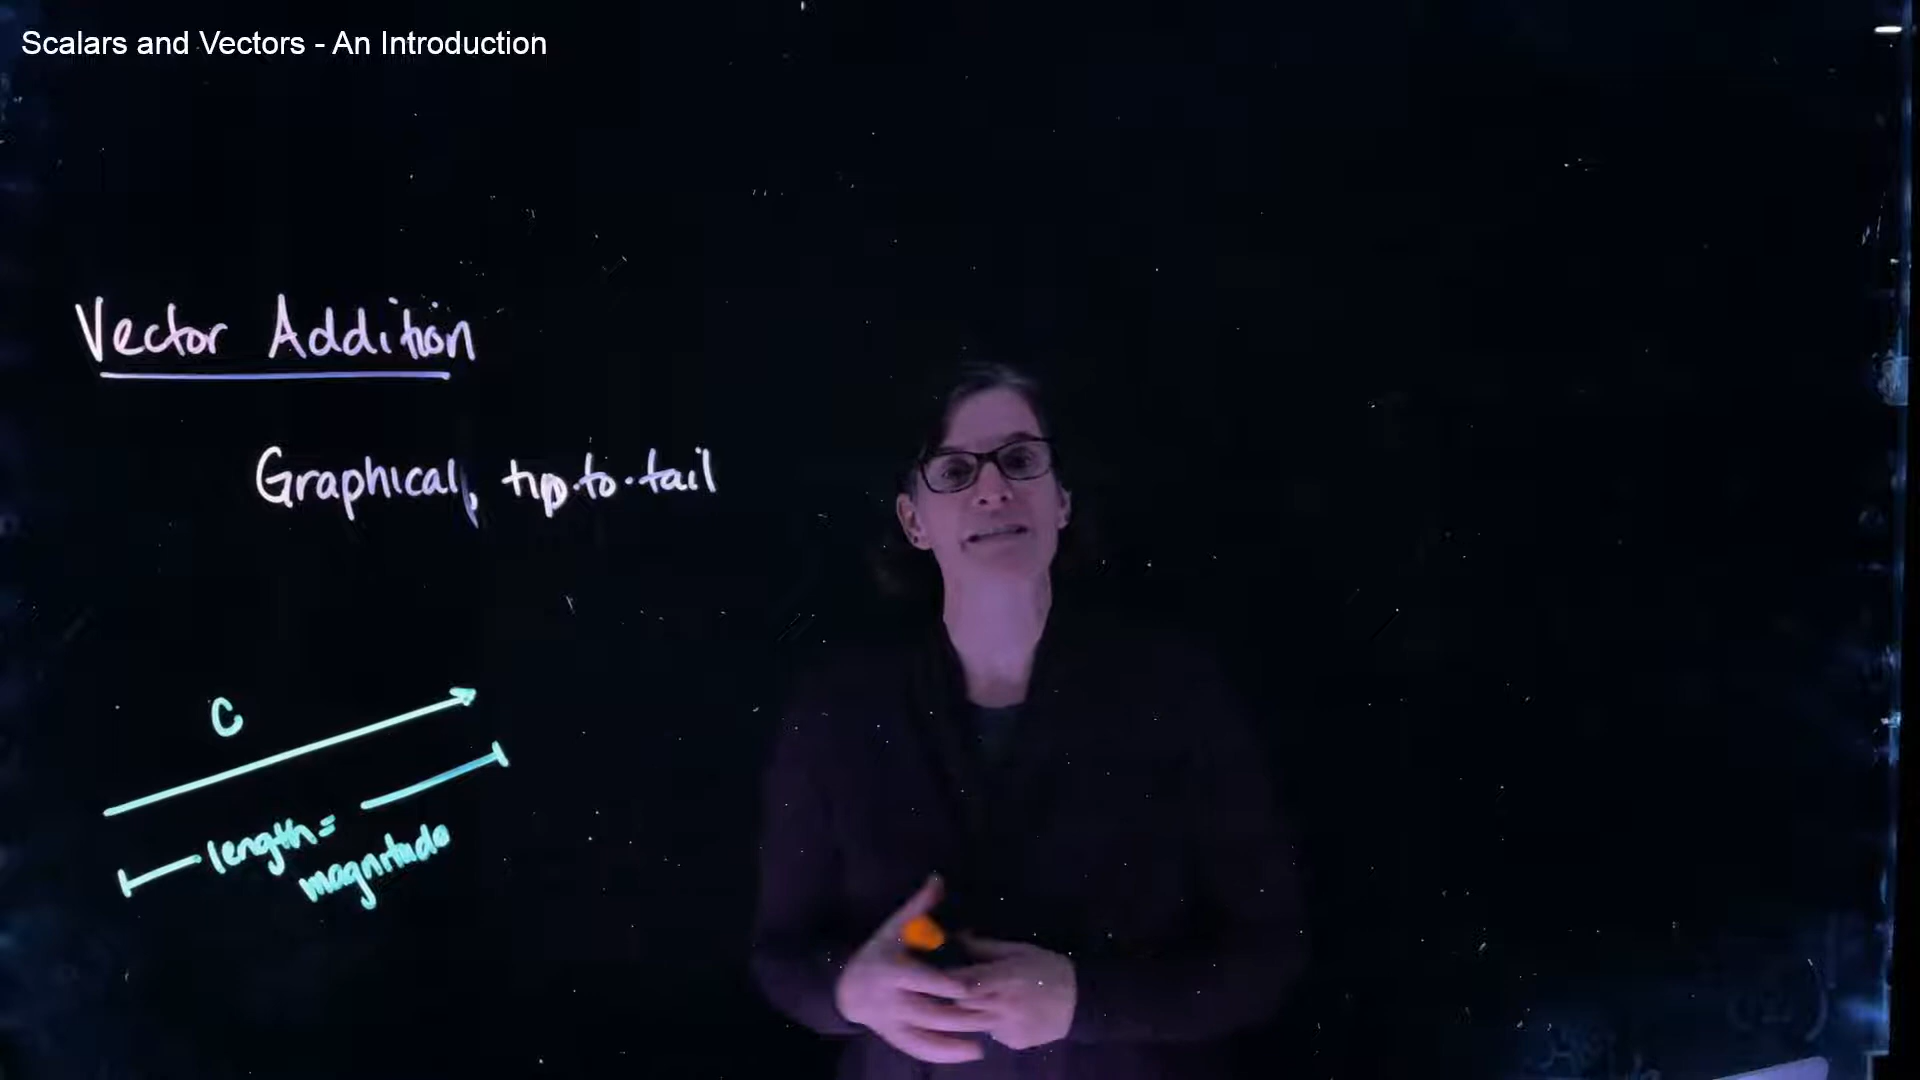 Scalars and Vectors - An Introduction
Vector Addition
Graphical, tip-to-tail
C
length =
magnitude